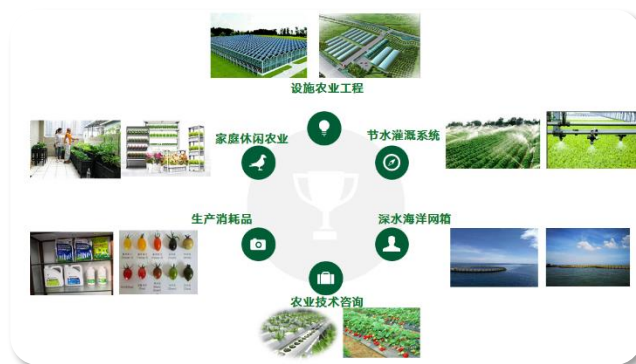 设施农业工程
家庭休闲农业
节水灌溉系统
生产消耗品
深水海洋网箱
农业技术咨询